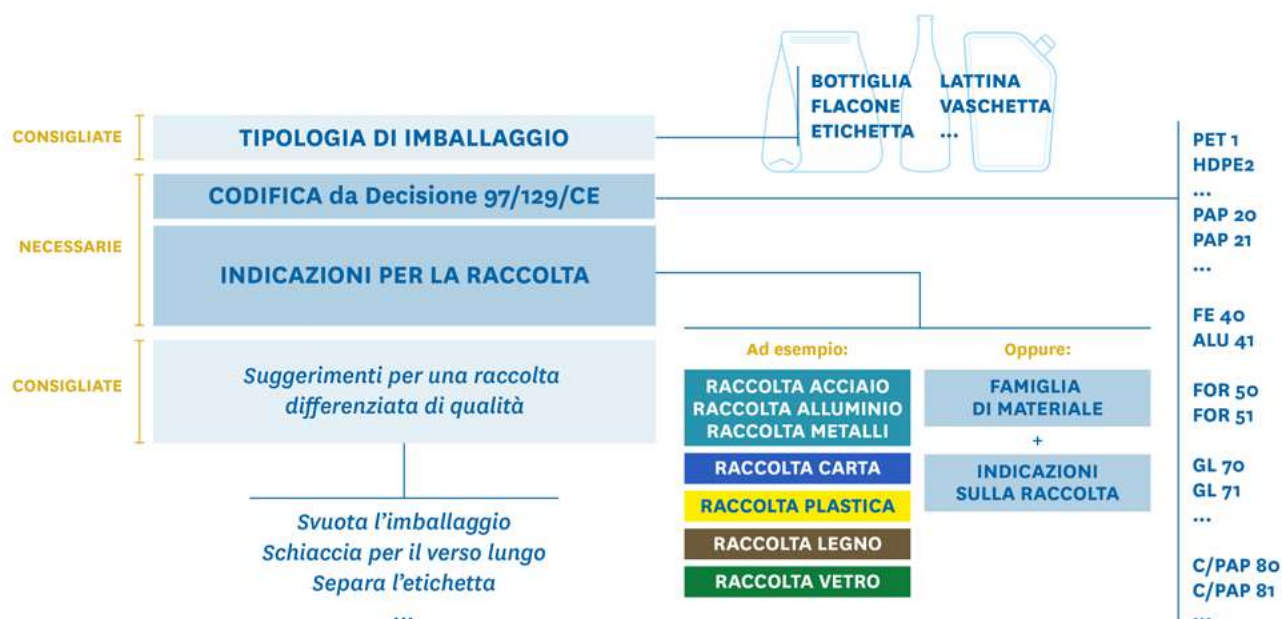 BOTTIGLIA LATTINA
FLACONE VASCHETTA
ETICHETTA ...
CONSIGLIATE
TIPOLOGIA DI IMBALLAGGIO
NECESSARIE
CODIFICA da Decisione 97/129/CE
INDICAZIONI PER LA RACCOLTA
CONSIGLIATE
Suggerimenti per una raccolta
differenziata di qualità
Svuota l’imballaggio
Schiaccia per il verso lungo
Separa l’etichetta
...
Ad esempio:
RACCOLTA ACCIAIO
RACCOLTA ALLUMINIO
RACCOLTA METALLI
RACCOLTA CARTA
RACCOLTA PLASTICA
RACCOLTA LEGNO
RACCOLTA VETRO
Oppure:
FAMIGLIA
DI MATERIALE
+
INDICAZIONI
SULLA RACCOLTA
PET 1
HDPE2
...
PAP 20
PAP 21
...
FE 40
ALU 41
FOR 50
FOR 51
GL 70
GL 71
...
C/PAP 80
C/PAP 81
...